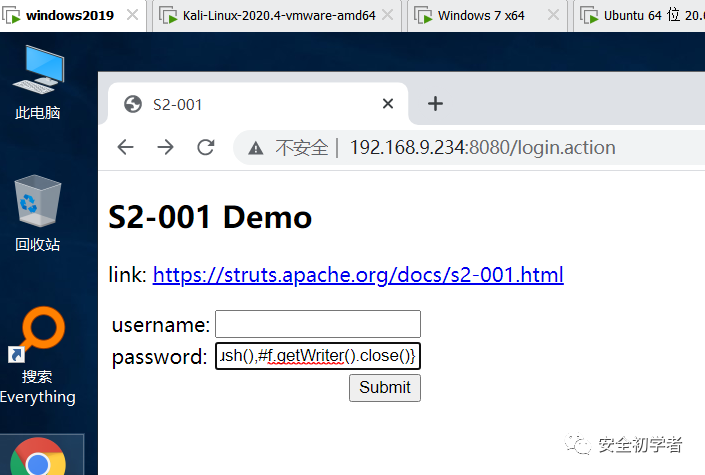 windows2019
Kali-Linux-2020.4-vmware-amd64
Windows 7 x64
Ubuntu 64 位 20.0
此电脑
S2-001
不安全 | 192.168.9.234:8080/login.action
S2-001 Demo
回收站
link: https://struts.apache.org/docs/s2-001.html
username:
password: ush(),#f.getWriter().close()}
搜索
Everything
Submit
安全初学者